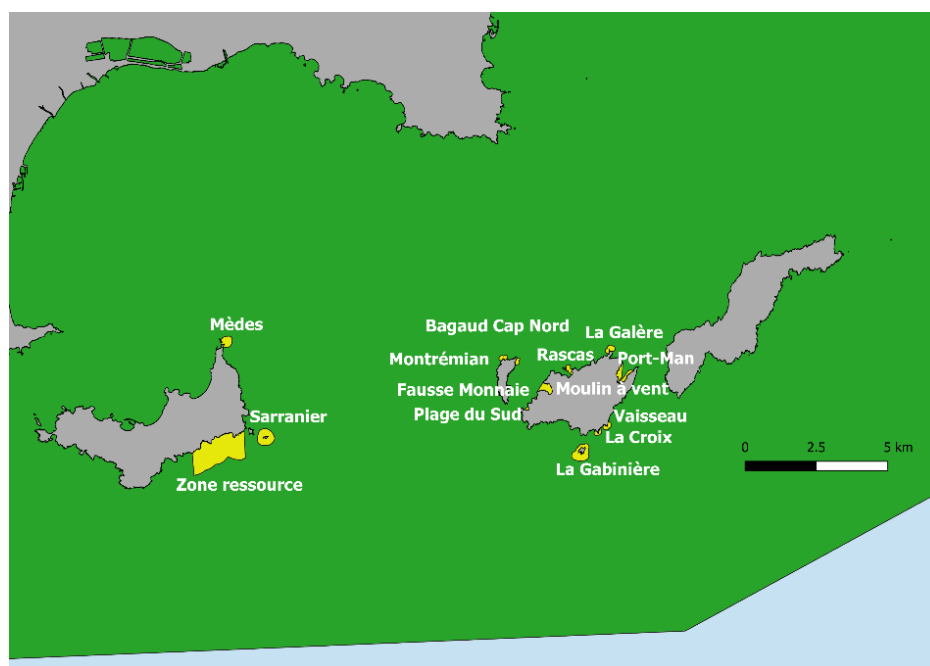 Mèdes
Bagaud Cap Nord
La Galère
Montrémian
Rascas
Port-Man
Fausse Monnaie
Moulin à vent
Plage du Sud
Vaisseau
Sarranier
La Croix
La Gabinière
Zone ressource
0 2.5 5 km